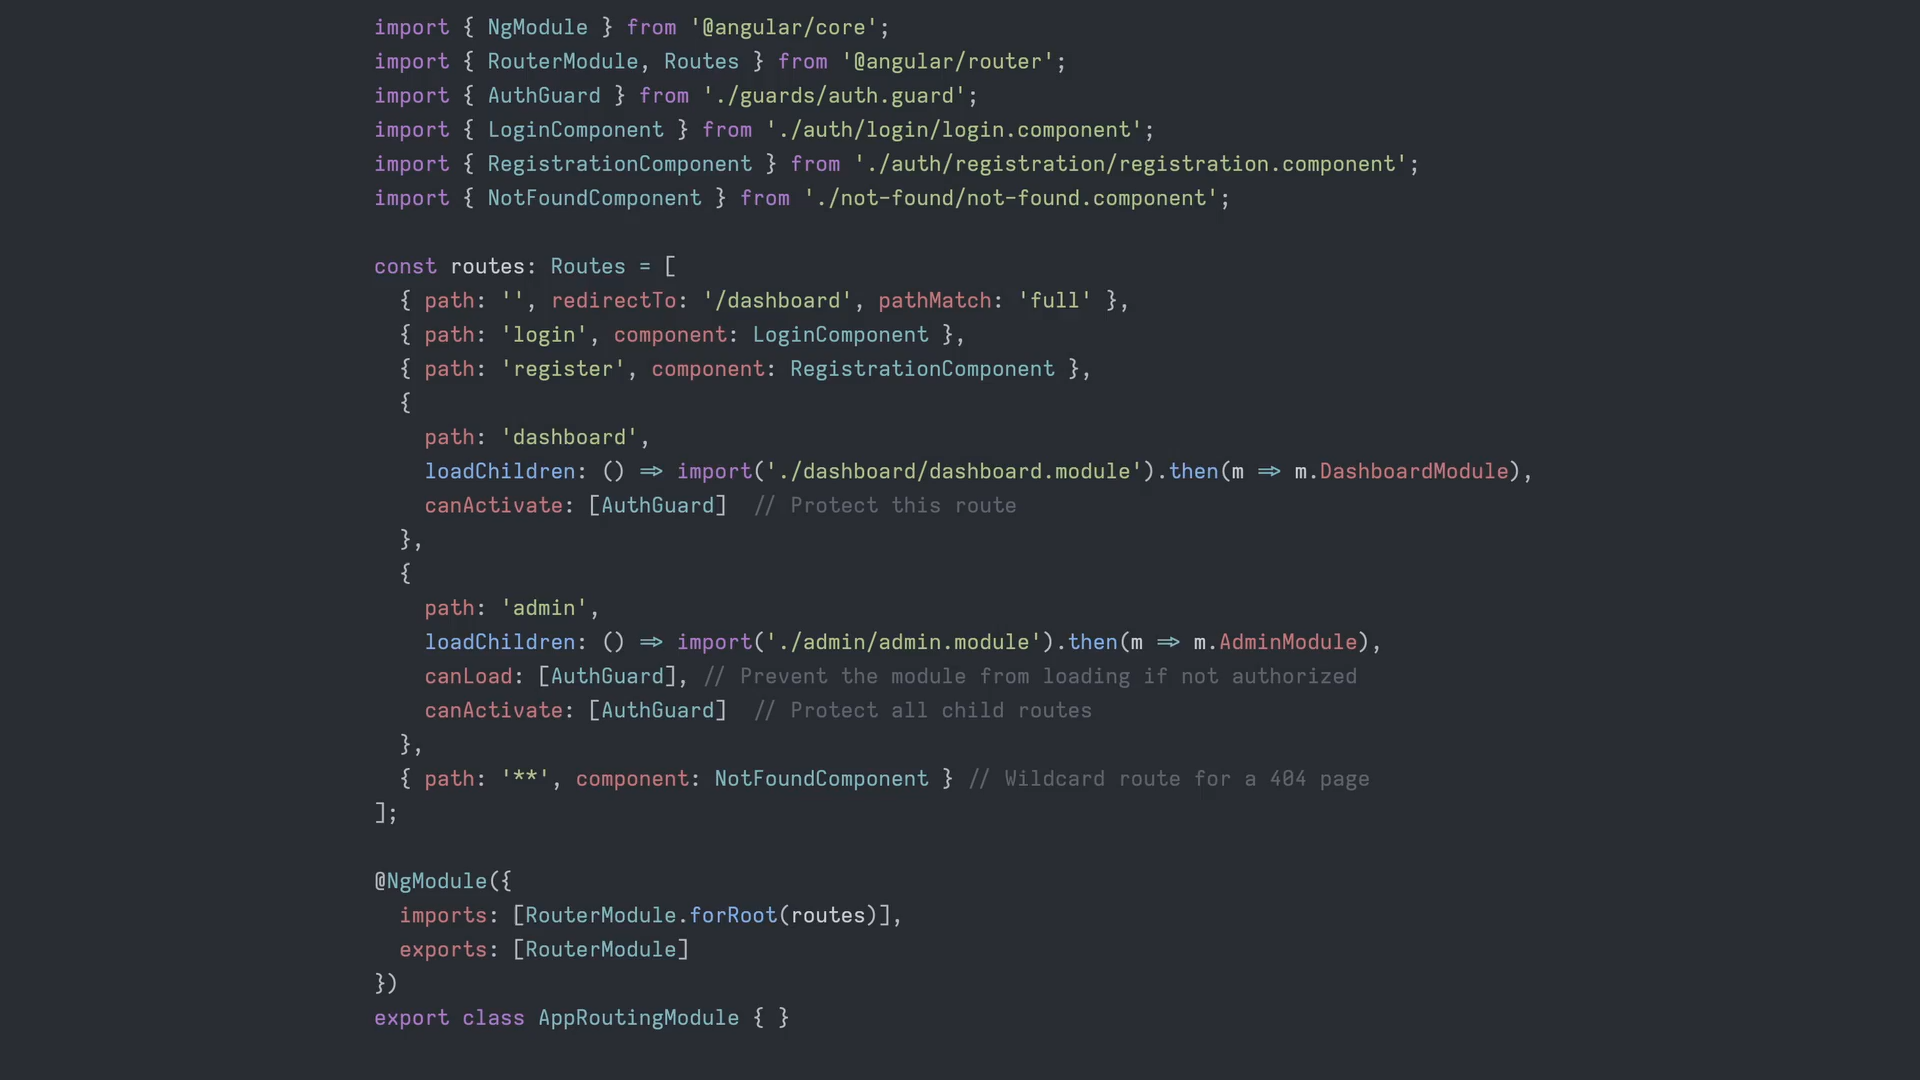 import { NgModule } from '@angular/core';
import { RouterModule, Routes } from '@angular/router';
import { AuthGuard } from './guards/auth.guard';
import { LoginComponent } from './auth/login/login.component';
import { RegistrationComponent } from './auth/registration/registration.component';
import { NotFoundComponent } from './not-found/not-found.component';

const routes: Routes = [
  { path: '', redirectTo: '/dashboard', pathMatch: 'full' },
  { path: 'login', component: LoginComponent },
  { path: 'register', component: RegistrationComponent },
  {
    path: 'dashboard',
    loadChildren: () => import('./dashboard/dashboard.module').then(m => m.DashboardModule),
    canActivate: [AuthGuard]  // Protect this route
  },
  {
    path: 'admin',
    loadChildren: () => import('./admin/admin.module').then(m => m.AdminModule),
    canLoad: [AuthGuard], // Prevent the module from loading if not authorized
    canActivate: [AuthGuard]  // Protect all child routes
  },
  { path: '**', component: NotFoundComponent } // Wildcard route for a 404 page
];

@NgModule({
  imports: [RouterModule.forRoot(routes)],
  exports: [RouterModule]
})
export class AppRoutingModule { }